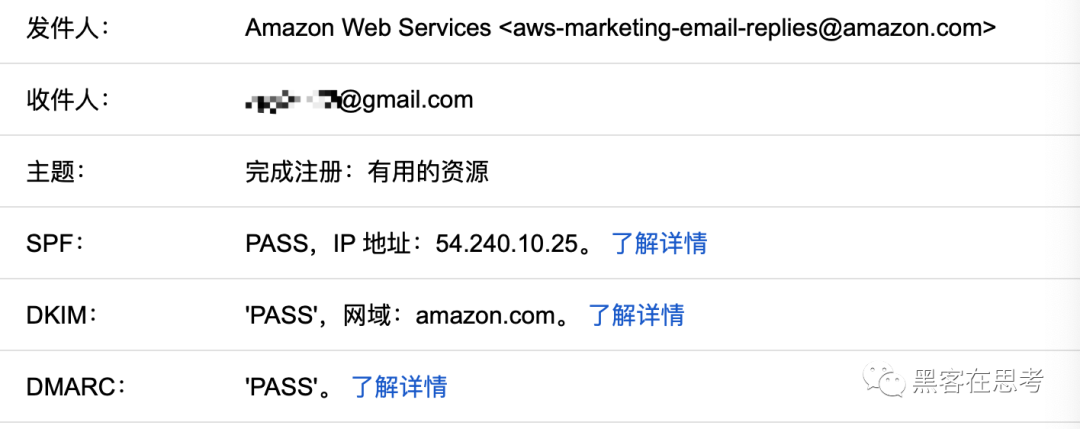 发件人： Amazon Web Services <aws-marketing-email-replies@amazon.com>
收件人： @gmail.com
主题： 完成注册：有用的资源
SPF： PASS，IP 地址：54.240.10.25。 了解详情
DKIM： 'PASS'，网域：amazon.com。 了解详情
DMARC： 'PASS'。 了解详情
黑客在思考